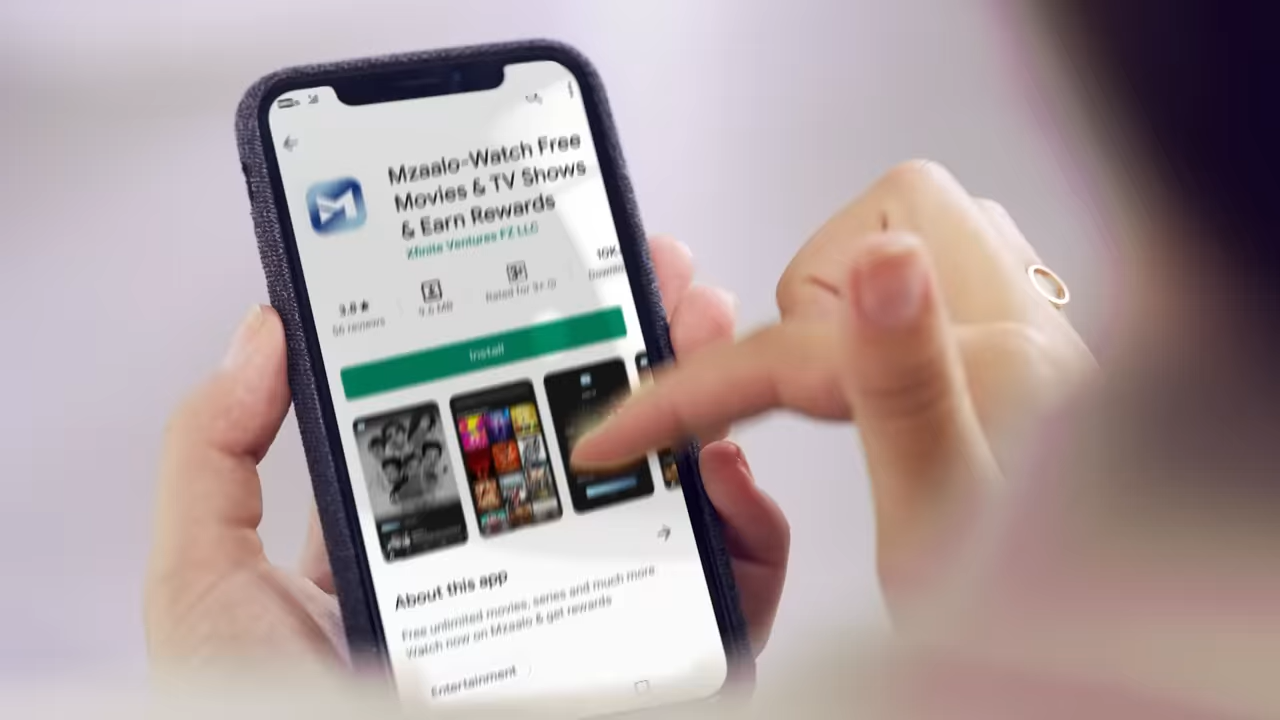 Mzaalo-Watch Free
Movies & TV Shows
& Earn Rewards
Xfinite Ventures FZ LLC
3.8★
56 reviews
9.6 MB
Rated for 3+
10K
Install
About this app
Free unlimited movies, series and much more
Watch now on Mzaalo & get rewards
Entertainment